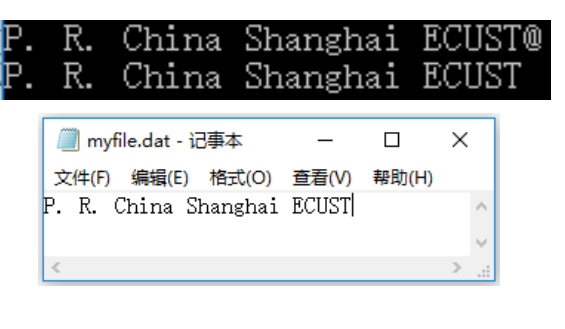 P. R. China Shanghai ECUST@
P. R. China Shanghai ECUST
myfile.dat - 记事本
文件(F) 编辑(E) 格式(O) 查看(V) 帮助(H)
P. R. China Shanghai ECUST